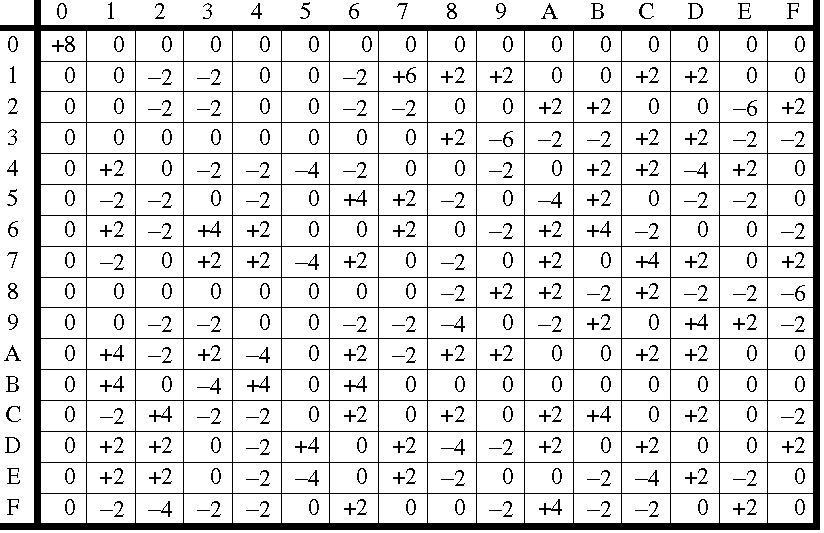 0 1 2 3 4 5 6 7 8 9 A B C D E F
0 +8 0 0 0 0 0 0 0 0 0 0 0 0 0 0 0
1 0 0 –2 –2 0 0 –2 +6 +2 +2 0 0 +2 +2 0 0
2 0 0 –2 –2 0 0 –2 –2 0 0 +2 +2 0 0 –6 +2
3 0 0 0 0 0 0 0 0 +2 –6 –2 –2 +2 +2 –2 –2
4 0 +2 0 –2 –2 –4 –2 0 0 –2 0 +2 +2 –4 +2 0
5 0 –2 –2 0 –2 0 +4 +2 –2 0 –4 +2 0 –2 –2 0
6 0 +2 –2 +4 +2 0 0 +2 0 –2 +2 +4 –2 0 0 –2
7 0 –2 0 +2 +2 –4 +2 0 –2 0 +2 0 +4 +2 0 +2
8 0 0 0 0 0 0 0 0 –2 +2 +2 –2 +2 –2 –2 –6
9 0 0 –2 –2 0 0 –2 –2 –4 0 –2 +2 0 +4 +2 –2
A 0 +4 –2 +2 –4 0 +2 –2 +2 +2 0 0 +2 +2 0 0
B 0 +4 0 –4 +4 0 +4 0 0 0 0 0 0 0 0 0
C 0 –2 +4 –2 –2 0 +2 0 +2 0 +2 +4 0 +2 0 –2
D 0 +2 +2 0 –2 +4 0 +2 –4 –2 +2 0 +2 0 0 +2
E 0 +2 +2 0 –2 –4 0 +2 –2 0 0 –2 –4 +2 –2 0
F 0 –2 –4 –2 –2 0 +2 0 0 –2 +4 –2 –2 0 +2 0